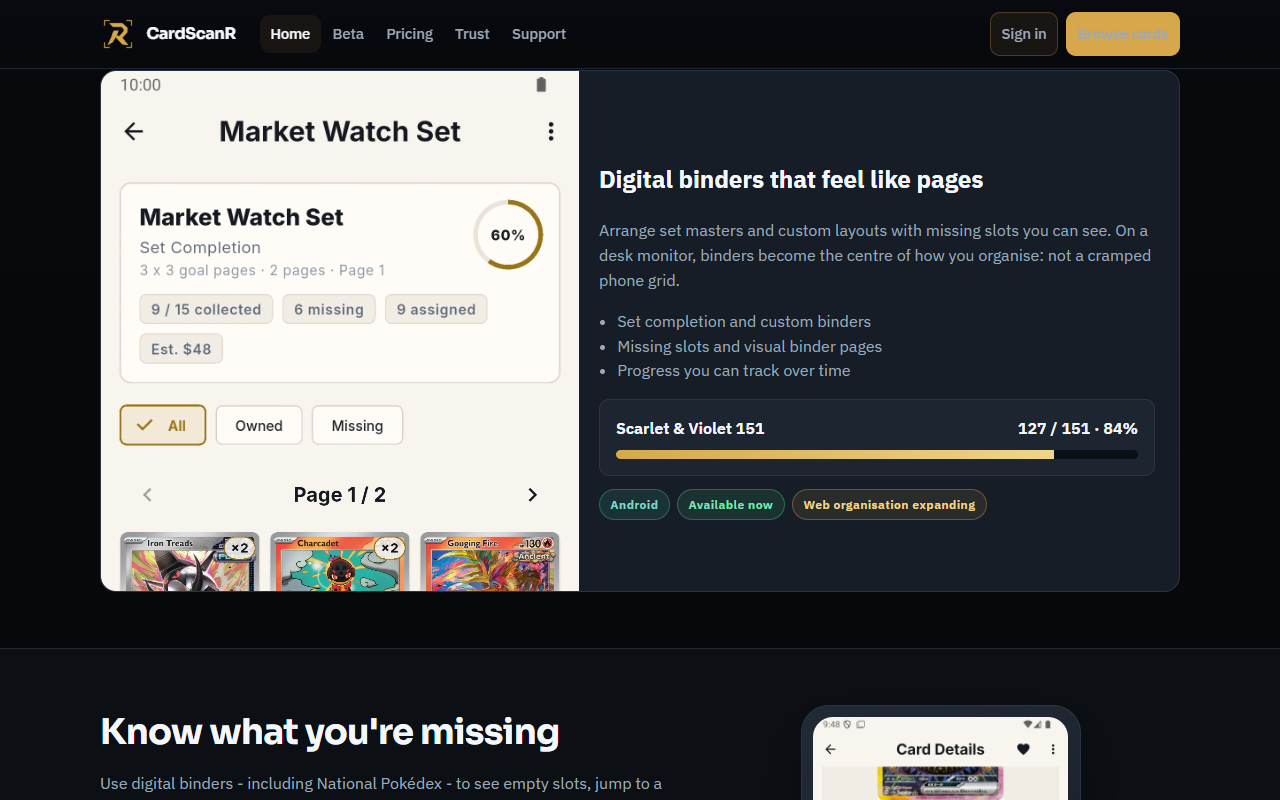 CardScanR
Home
Beta
Pricing
Trust
Support
Sign in
Browse cards
10:00
Market Watch Set
Market Watch Set
Set Completion
3 x 3 goal pages · 2 pages · Page 1
60%
9 / 15 collected
6 missing
9 assigned
Est. $48
All
Owned
Missing
Page 1 / 2
Iron Treads
×2
Charcadet
×2
Gouging Fire
130
Ancient
Digital binders that feel like pages
Arrange set masters and custom layouts with missing slots you can see. On a
desk monitor, binders become the centre of how you organise: not a cramped
phone grid.
• Set completion and custom binders
• Missing slots and visual binder pages
• Progress you can track over time
Scarlet & Violet 151
127 / 151 · 84%
Android
Available now
Web organisation expanding
Know what you're missing
Use digital binders - including National Pokédex - to see empty slots, jump to a
9:48
Card Details